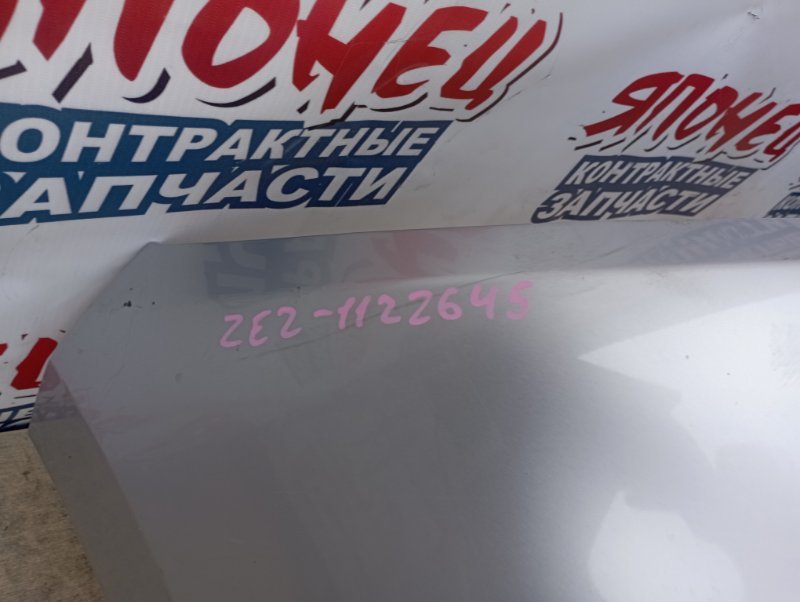 ЯПОНЕЦ
КОНТРАКТНЫЕ
ЗАПЧАСТИ
ЯПОНЕЦ
КОНТРАКТНЫЕ
ЗАПЧАСТИ
ZE2-1122645